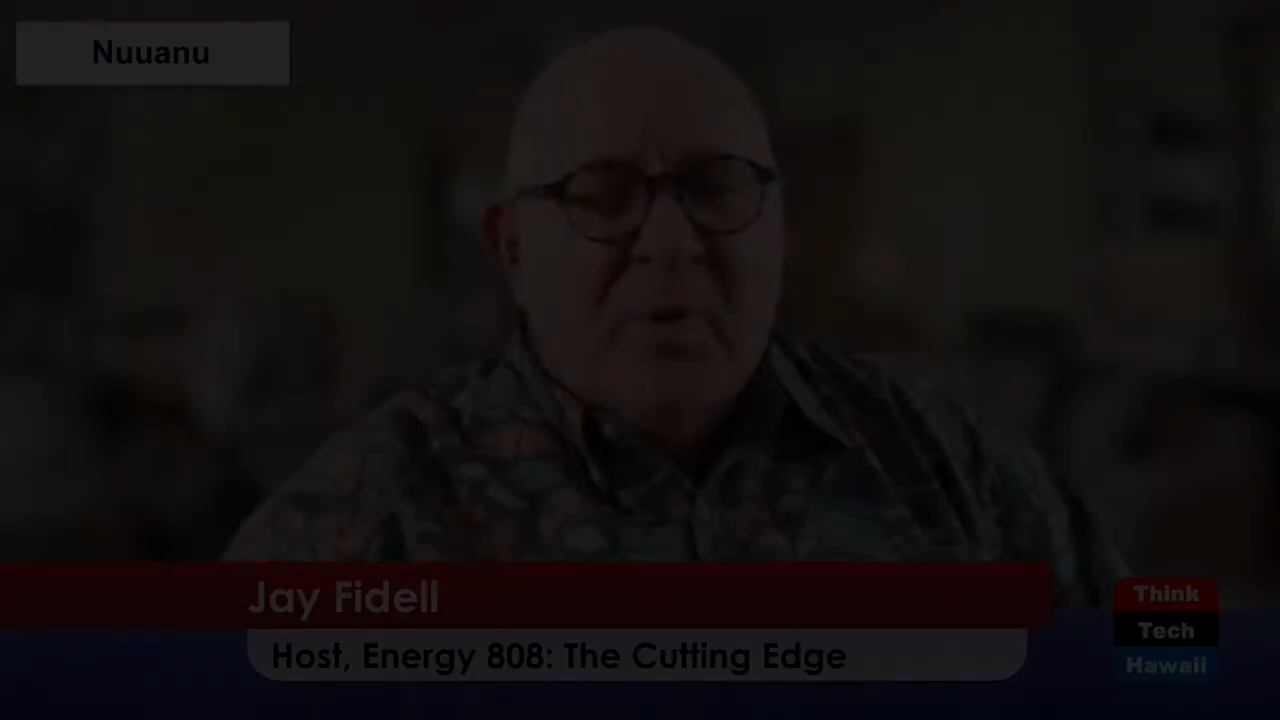 Nuuanu
Jay Fidell
Host, Energy 808: The Cutting Edge
Think
Tech
Hawaii